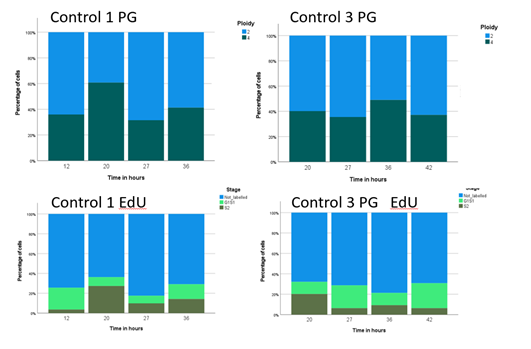 Control 1 PG
Ploidy
2
4
Percentage of cells
100%
80%
60%
40%
20%
0%
12 20 27 36
Time in hours
Control 3 PG
Ploidy
2
4
Percentage of cells
100%
80%
60%
40%
20%
0%
20 27 36 42
Time in hours
Control 1 EdU
Stage
Not_labelled
G1S1
S2
Percentage of cells
100%
80%
60%
40%
20%
0%
12 20 27 36
Time in hours
Control 3 PG EdU
Not_labelled
G1S1
S2
Percentage of cells
100%
80%
60%
40%
20%
0%
20 27 36 42
Time in hours